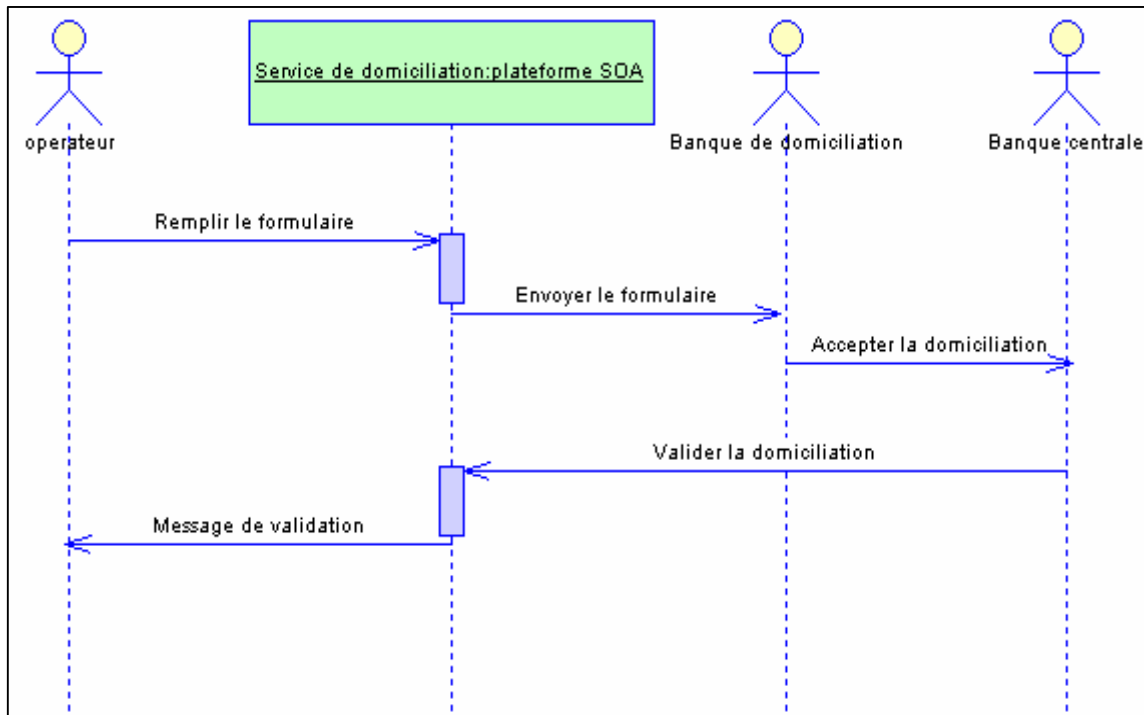 Service de domiciliation:plateforme SOA
operateur
Banque de domiciliation
Banque centrale
Remplir le formulaire
Envoyer le formulaire
Accepter la domiciliation
Valider la domiciliation
Message de validation